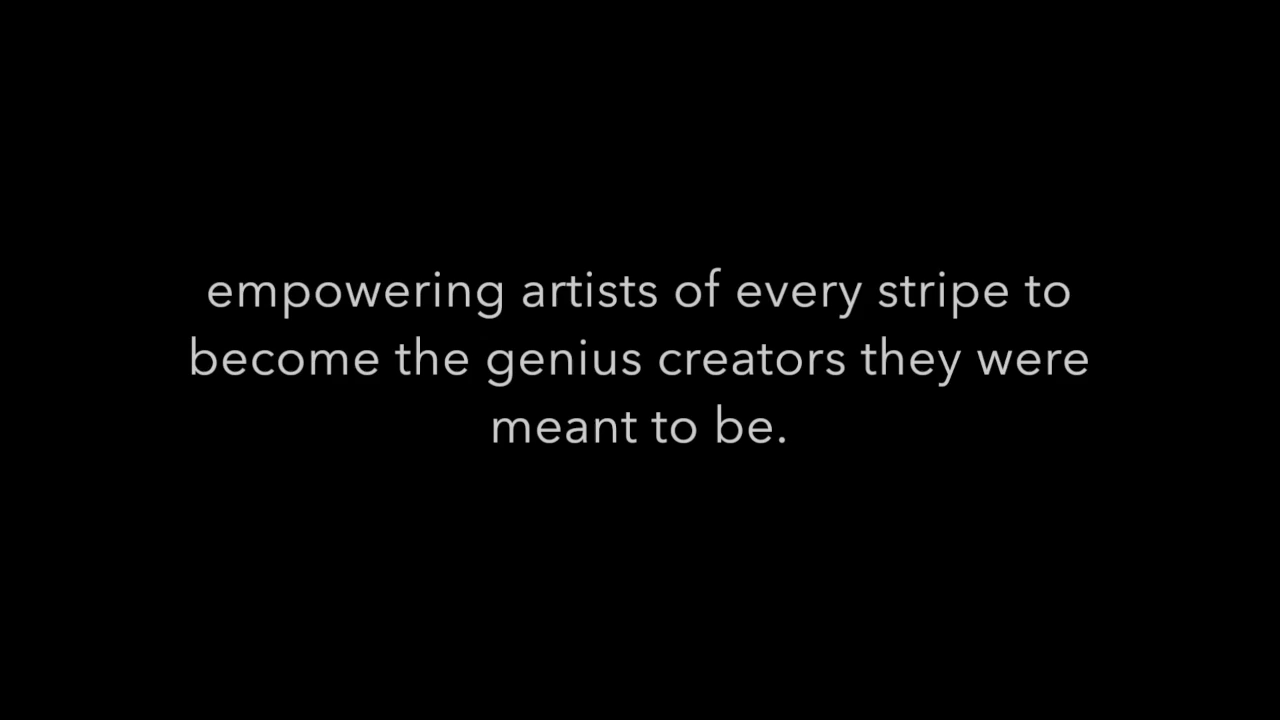 empowering artists of every stripe to
become the genius creators they were
meant to be.